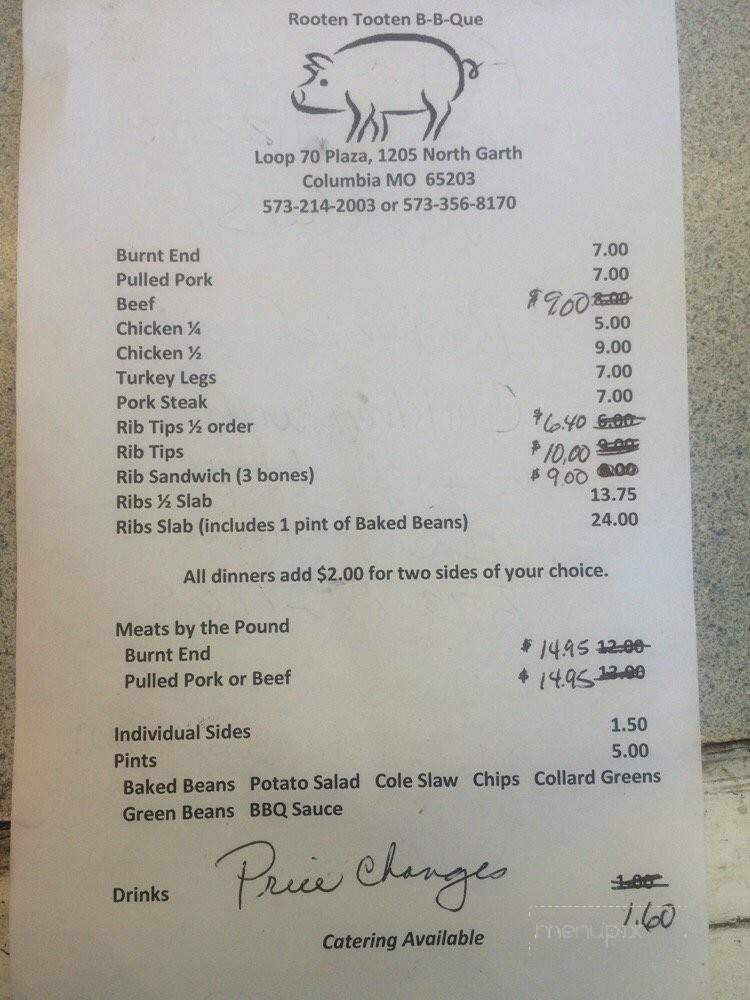 Rooten Tooten B-B-Que
Loop 70 Plaza, 1205 North Garth
Columbia MO 65203
573-214-2003 or 573-356-8170
Burnt End 7.00
Pulled Pork 7.00
Beef $9.00 8.00
Chicken ¼ 5.00
Chicken ½ 9.00
Turkey Legs 7.00
Pork Steak 7.00
Rib Tips ½ order $6.40 6.00
Rib Tips $10,00 9.00
Rib Sandwich (3 bones) $9.00 8.00
Ribs ½ Slab 13.75
Ribs Slab (includes 1 pint of Baked Beans) 24.00
All dinners add $2.00 for two sides of your choice.
Meats by the Pound
Burnt End $14.95 12.00
Pulled Pork or Beef $14.95 12.00
Individual Sides 1.50
Pints 5.00
Baked Beans Potato Salad Cole Slaw Chips Collard Greens
Green Beans BBQ Sauce
Price Changes
Drinks 1.00
1.60
Catering Available
menupix